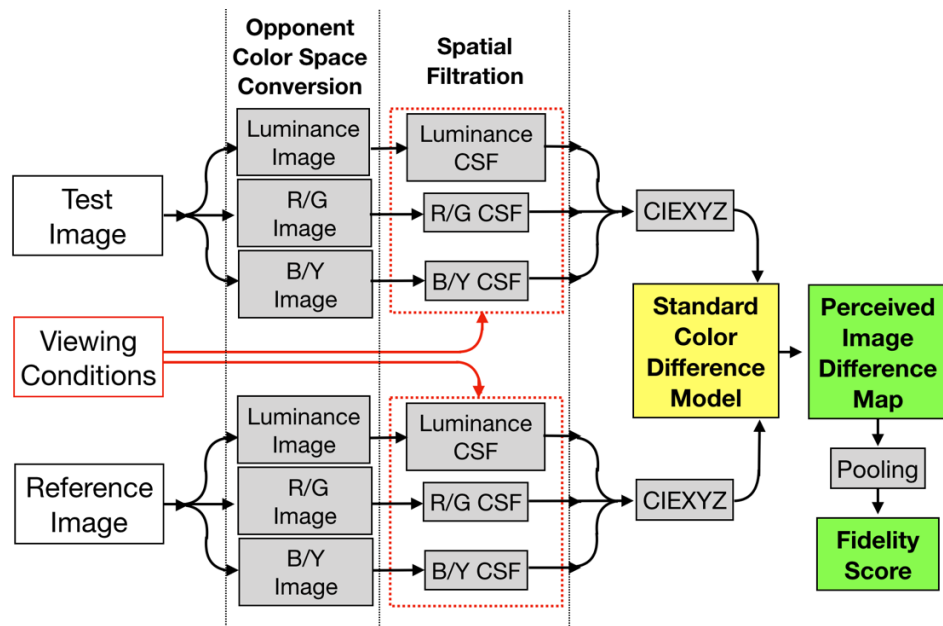 Opponent
Color Space
Conversion
Spatial
Filtration
Test
Image
Luminance
Image
R/G
Image
B/Y
Image
Luminance
CSF
R/G CSF
B/Y CSF
CIEXYZ
Viewing
Conditions
Standard
Color
Difference
Model
Perceived
Image
Difference
Map
Reference
Image
Luminance
Image
R/G
Image
B/Y
Image
Luminance
CSF
R/G CSF
B/Y CSF
CIEXYZ
Pooling
Fidelity
Score